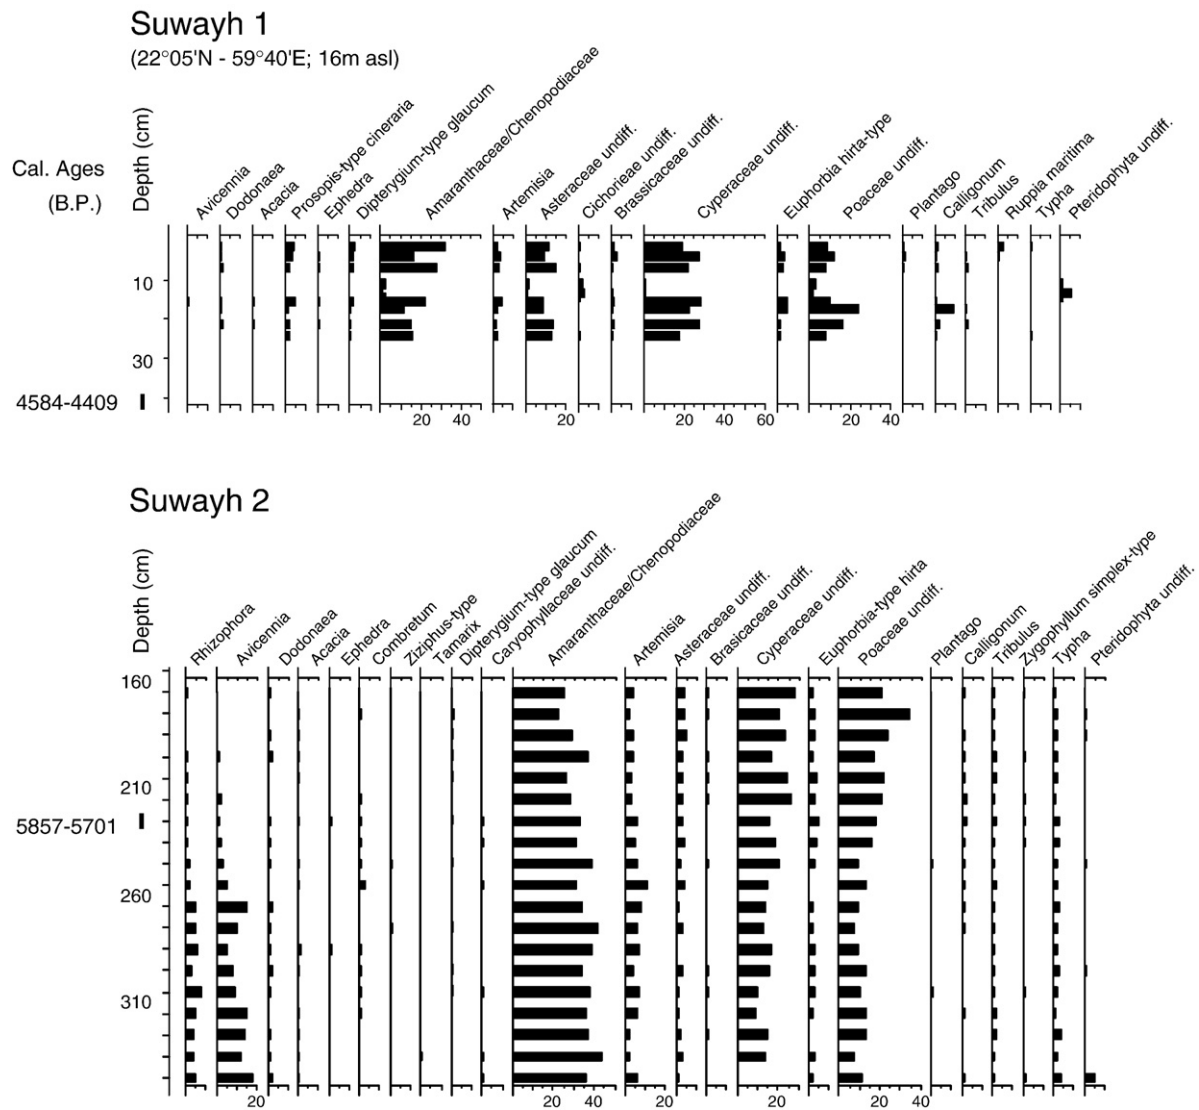 Suwayh 1
(22°05'N - 59°40'E; 16m asl)
Cal. Ages
(B.P.)
Depth (cm)
Avicennia
Dodonaea
Acacia
Prosopis-type cineraria
Ephedra
Dipterygium-type glaucum
Amaranthaceae/Chenopodiaceae
Artemisia
Asteraceae undiff.
Cichorieae undiff.
Brassicaceae undiff.
Cyperaceae undiff.
Euphorbia hirta-type
Poaceae undiff.
Plantago
Calligonum
Tribulus
Ruppia maritima
Typha
Pteridophyta undiff.
10
30
4584-4409
20 40 20 20 40 60 20 40
Suwayh 2
Depth (cm)
Rhizophora
Avicennia
Dodonaea
Acacia
Ephedra
Combretum
Ziziphus-type
Tamarix
Dipterygium-type glaucum
Caryophyllaceae undiff.
Amaranthaceae/Chenopodiaceae
Artemisia
Asteraceae undiff.
Brasicaceae undiff.
Cyperaceae undiff.
Euphorbia-type hirta
Poaceae undiff.
Plantago
Calligonum
Tribulus
Zygophyllum simplex-type
Typha
Pteridophyta undiff.
160
210
5857-5701
260
310
20 20 40 20 20 20 40